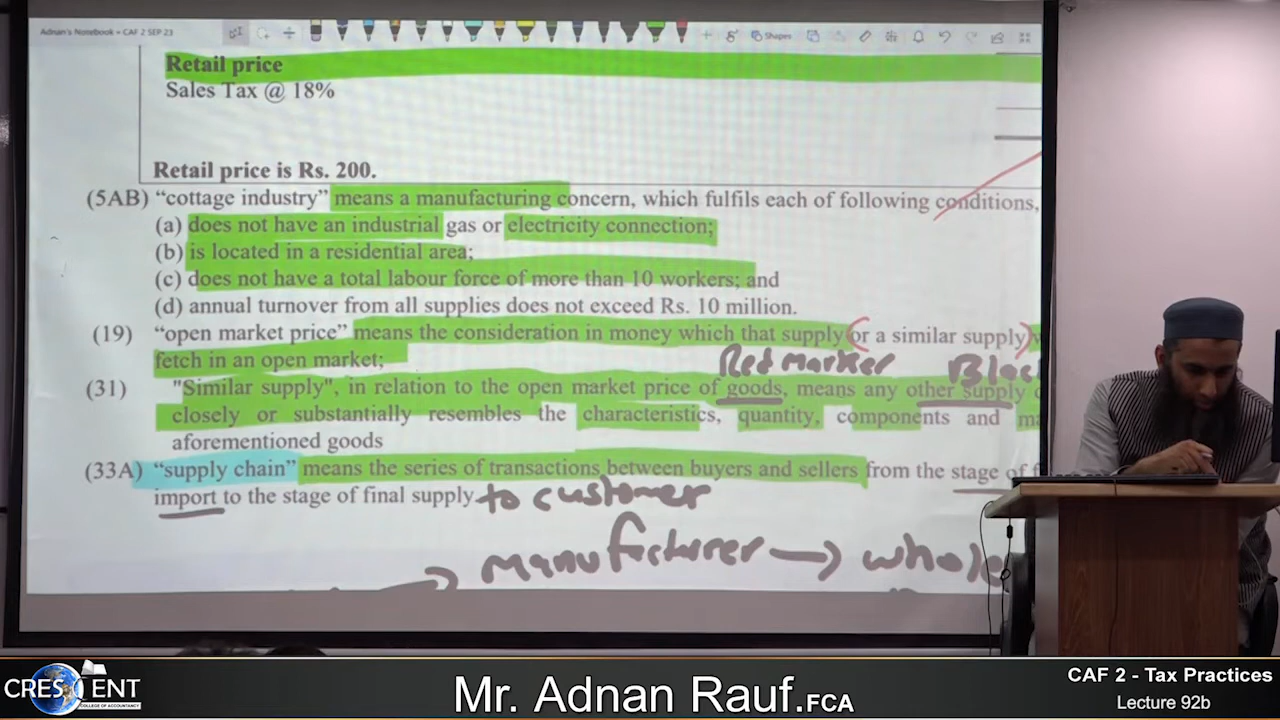 Adnan's Notebook » CAF 2 SEP 23
Shapes
Retail price
Sales Tax @ 18%
Retail price is Rs. 200.
(5AB) “cottage industry” means a manufacturing concern, which fulfils each of following conditions,
(a) does not have an industrial gas or electricity connection;
(b) is located in a residential area;
(c) does not have a total labour force of more than 10 workers; and
(d) annual turnover from all supplies does not exceed Rs. 10 million.
(19) “open market price” means the consideration in money which that supply (or a similar supply)
fetch in an open market;
Red marker Blac
(31) "Similar supply", in relation to the open market price of goods, means any other supply
closely or substantially resembles the characteristics, quantity, components and
aforementioned goods
(33A) “supply chain” means the series of transactions between buyers and sellers from the stage of
import to the stage of final supply to customer
manufacturer → whole
CRESCENT
COLLEGE OF ACCOUNTANCY
Mr. Adnan Rauf.FCA
CAF 2 - Tax Practices
Lecture 92b